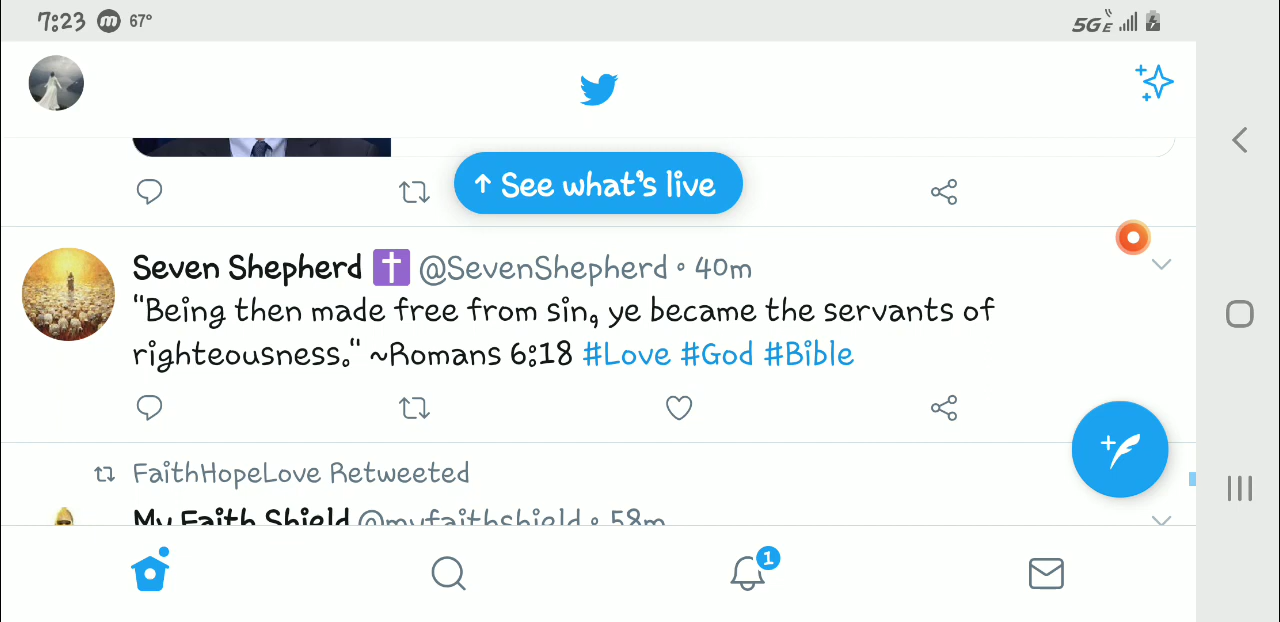 7:23 m 67° 5GE
↑ See what's live
Seven Shepherd ✝ @SevenShepherd • 40m
"Being then made free from sin, ye became the servants of
righteousness." ~Romans 6:18 #Love #God #Bible
FaithHopeLove Retweeted
My Faith Shield @myfaithshield • 58m
1